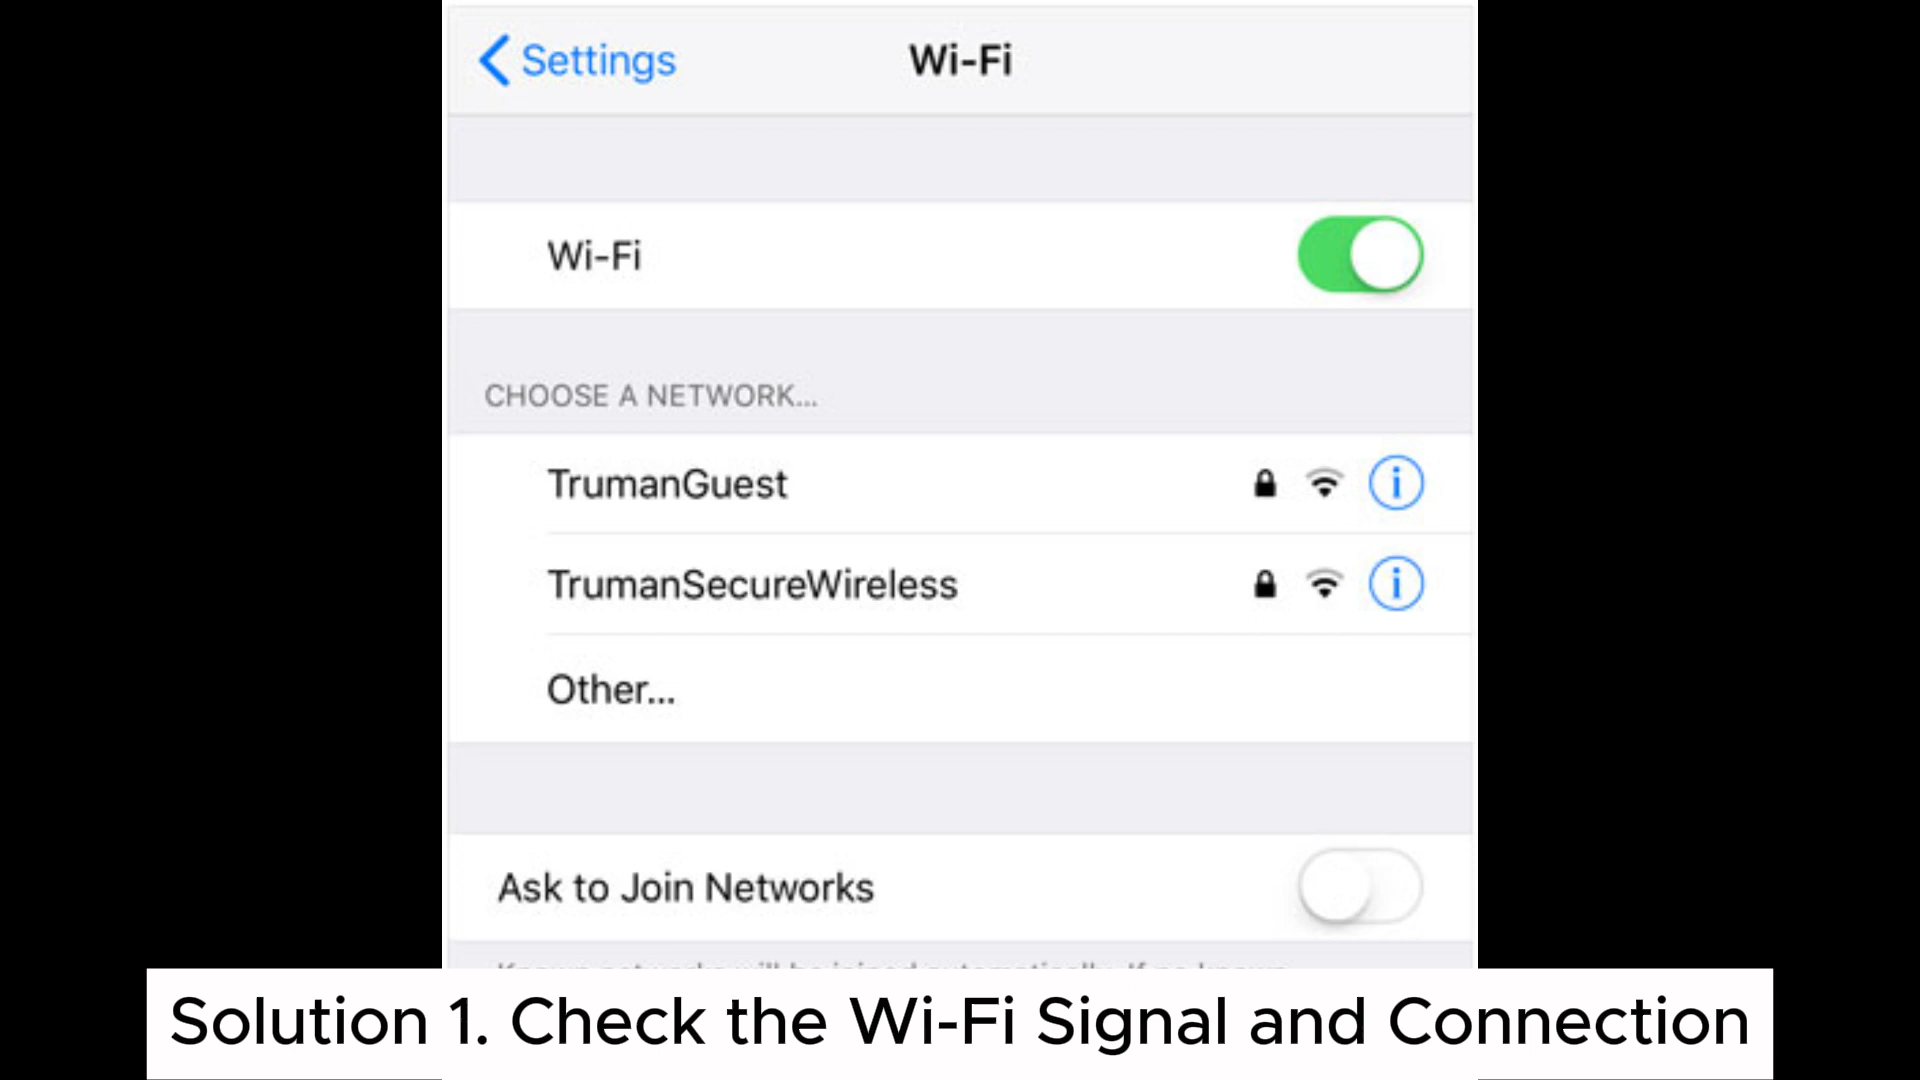 Settings
Wi-Fi
Wi-Fi
CHOOSE A NETWORK...
TrumanGuest
TrumanSecureWireless
Other...
Ask to Join Networks
Solution 1. Check the Wi-Fi Signal and Connection